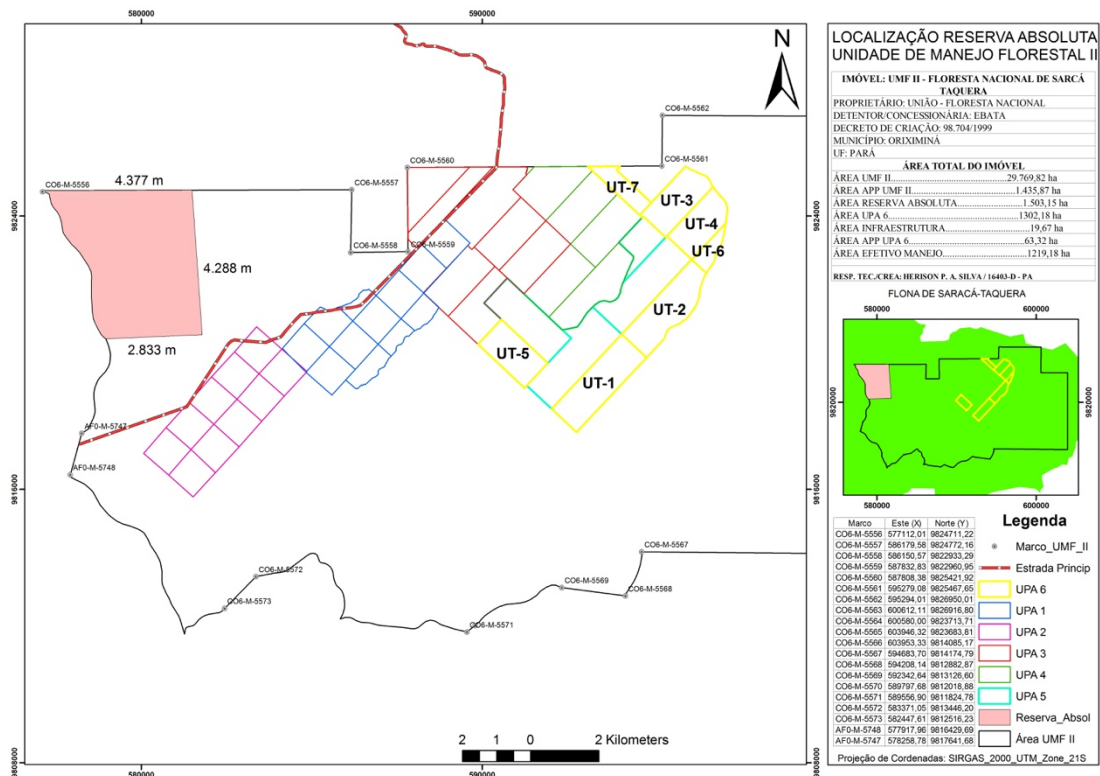 580000
590000
N
CO6-M-5562
CO6-M-5560
CO6-M-5561
4.377 m
CO6-M-5556
CO6-M-5557
UT-7
UT-3
9824000
9824000
UT-4
CO6-M-5558
CO6-M-5559
UT-6
4.288 m
UT-2
2.833 m
UT-5
UT-1
AF0-M-5747
AF0-M-5748
9816000
9816000
CO6-M-5567
CO6-M-5572
CO6-M-5569
CO6-M-5568
CO6-M-5573
CO6-M-5571
2 1 0 2 Kilometers
9808000
9808000
580000
590000
LOCALIZAÇÃO RESERVA ABSOLUTA
UNIDADE DE MANEJO FLORESTAL II
IMÓVEL: UMF II - FLORESTA NACIONAL DE SARCÁ
TAQUERA
PROPRIETÁRIO: UNIÃO - FLORESTA NACIONAL
DETENTOR/CONCESSIONÁRIA: EBATA
DECRETO DE CRIAÇÃO: 98.704/1999
MUNICÍPIO: ORIXIMINÁ
UF: PARÁ
ÁREA TOTAL DO IMÓVEL
ÁREA UMF II...29.769,82 ha
ÁREA APP UMF II...1.435,87 ha
ÁREA RESERVA ABSOLUTA...1.503,15 ha
ÁREA UPA 6...1302,18 ha
ÁREA INFRAESTRUTURA...19,67 ha
ÁREA APP UPA 6...63,32 ha
ÁREA EFETIVO MANEJO...1219,18 ha
RESP. TEC./CREA: HERISON P. A. SILVA / 16403-D - PA
FLONA DE SARACÁ-TAQUERA
580000
600000
9820000
9820000
580000
600000
Marco Este (X) Norte (Y)
CO6-M-5556 577112,01 9824711,22
CO6-M-5557 586179,58 9824772,16
CO6-M-5558 586150,57 9822933,29
CO6-M-5559 587832,83 9822960,95
CO6-M-5560 587808,38 9825421,92
CO6-M-5561 595279,08 9825467,65
CO6-M-5562 595294,01 9826950,01
CO6-M-5563 600612,11 9826916,80
CO6-M-5564 600580,00 9823713,71
CO6-M-5565 603946,32 9823683,81
CO6-M-5566 603953,33 9814085,17
CO6-M-5567 594683,70 9814174,79
CO6-M-5568 594208,14 9812882,87
CO6-M-5569 592342,64 9813126,60
CO6-M-5570 589797,68 9812018,88
CO6-M-5571 589556,90 9811824,78
CO6-M-5572 583371,05 9813446,20
CO6-M-5573 582447,61 9812516,23
AF0-M-5748 577917,96 9816429,69
AF0-M-5747 578258,78 9817641,68
Legenda
Marco_UMF_II
Estrada Princip
UPA 6
UPA 1
UPA 2
UPA 3
UPA 4
UPA 5
Reserva_Absol
Área UMF II
Projeção de Cordenadas: SIRGAS_2000_UTM_Zone_21S